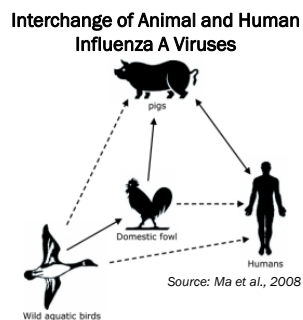 Interchange of Animal and Human
Influenza A Viruses
pigs
Domestic fowl
Humans
Source: Ma et al., 2008
Wild aquatic birds